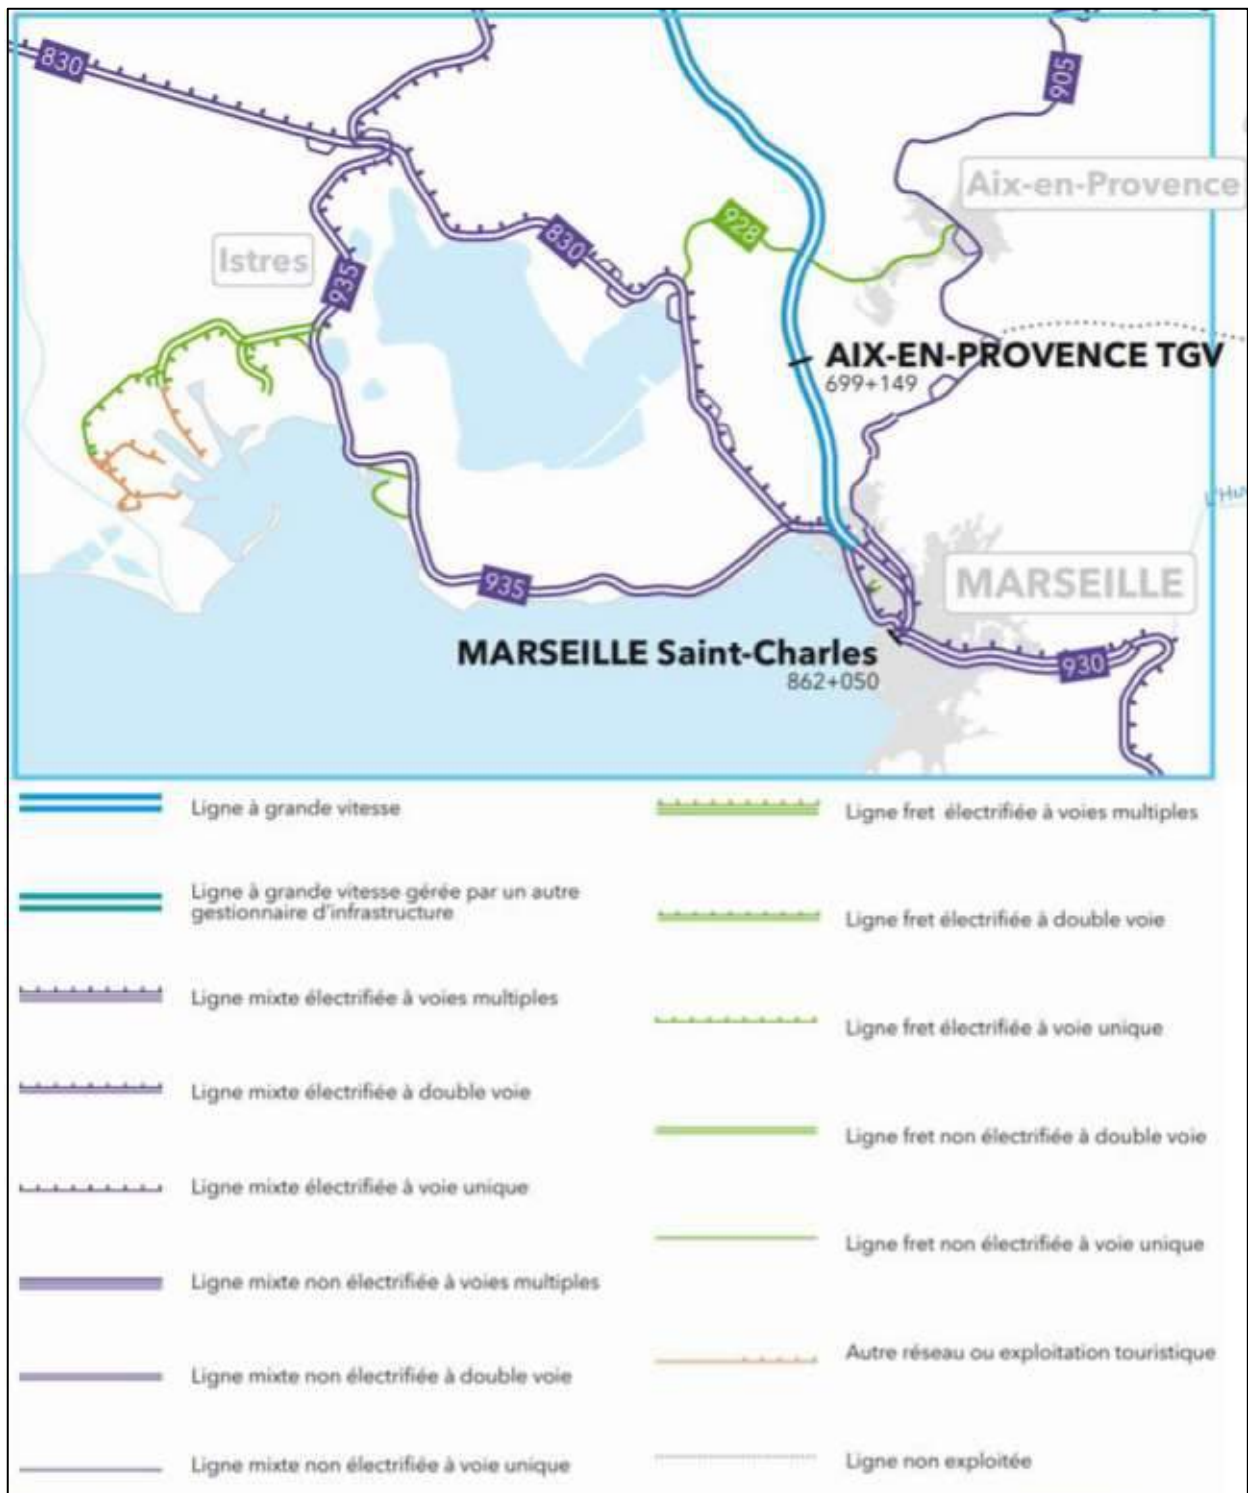 830
905
Aix-en-Provence
928
830
Istres
935
AIX-EN-PROVENCE TGV
699+149
MARSEILLE
935
MARSEILLE Saint-Charles
862+050
930
Ligne à grande vitesse
Ligne à grande vitesse gérée par un autre
gestionnaire d'infrastructure
Ligne mixte électrifiée à voies multiples
Ligne mixte électrifiée à double voie
Ligne mixte électrifiée à voie unique
Ligne mixte non électrifiée à voies multiples
Ligne mixte non électrifiée à double voie
Ligne mixte non électrifiée à voie unique
Ligne fret électrifiée à voies multiples
Ligne fret électrifiée à double voie
Ligne fret électrifiée à voie unique
Ligne fret non électrifiée à double voie
Ligne fret non électrifiée à voie unique
Autre réseau ou exploitation touristique
Ligne non exploitée